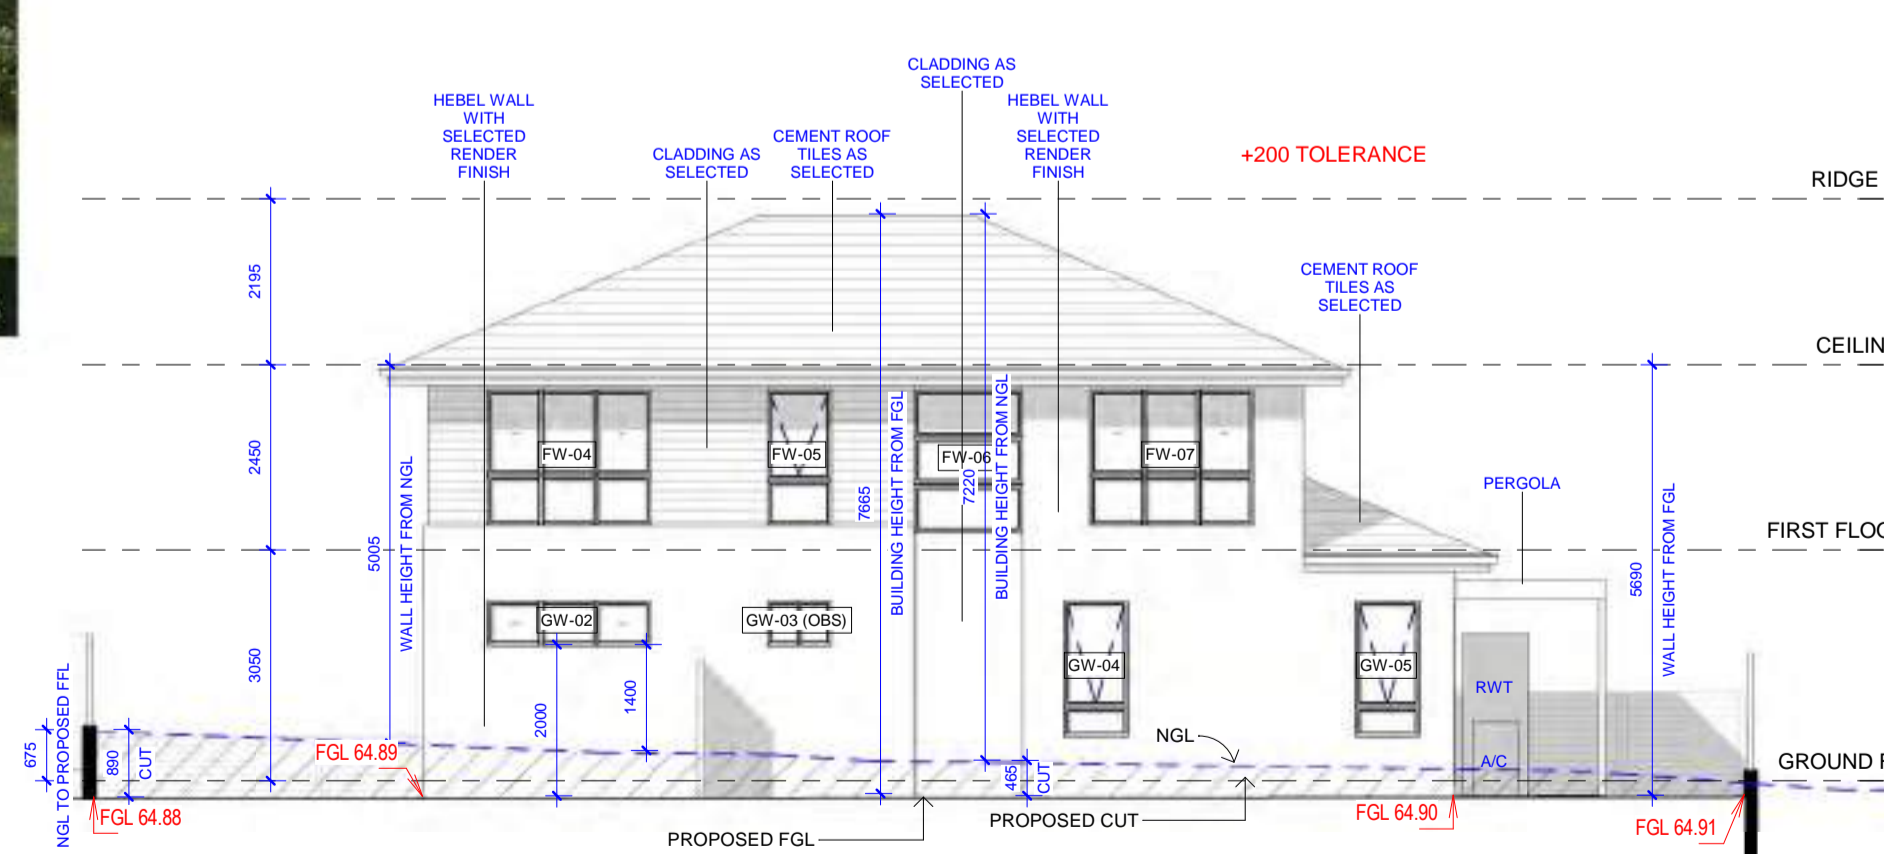 CLADDING AS
SELECTED
HEBEL WALL
WITH
SELECTED
RENDER
FINISH
CLADDING AS
SELECTED
CEMENT ROOF
TILES AS
SELECTED
HEBEL WALL
WITH
SELECTED
RENDER
FINISH
+200 TOLERANCE
RIDGE
2195
CEMENT ROOF
TILES AS
SELECTED
CEILIN
2450
FW-04
FW-05
FW-06
FW-07
PERGOLA
7665
BUILDING HEIGHT FROM FGL
7220
BUILDING HEIGHT FROM NGL
5005
WALL HEIGHT FROM NGL
5690
WALL HEIGHT FROM FGL
FIRST FLOO
GW-02
GW-03 (OBS)
GW-04
GW-05
3050
2000
1400
RWT
A/C
NGL
675
NGL TO PROPOSED FFL
890
CUT
FGL 64.89
465
CUT
GROUND F
FGL 64.88
PROPOSED FGL
PROPOSED CUT
FGL 64.90
FGL 64.91